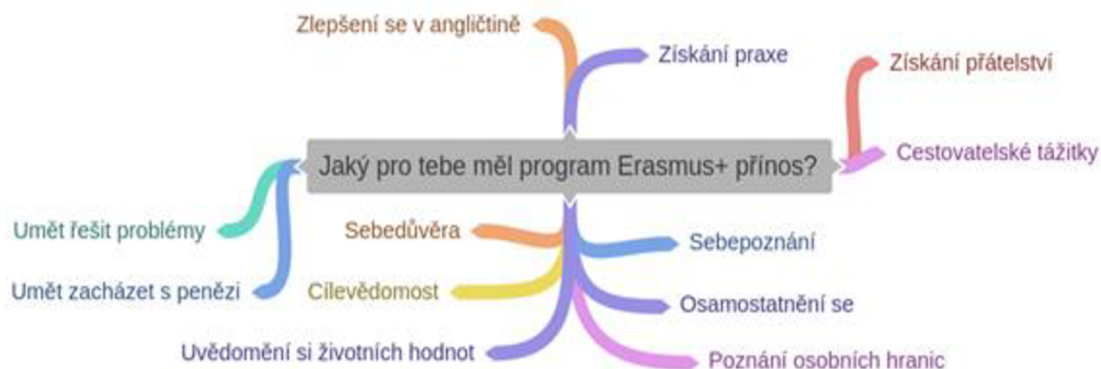 Zlepšení se v angličtině
Získání praxe
Získání přátelství
Cestovatelské tážitky
Jaký pro tebe měl program Erasmus+ přínos?
Umět řešit problémy
Sebedůvěra
Sebepoznání
Umět zacházet s penězi
Cílevědomost
Osamostatnění se
Uvědomění si životních hodnot
Poznání osobních hranic